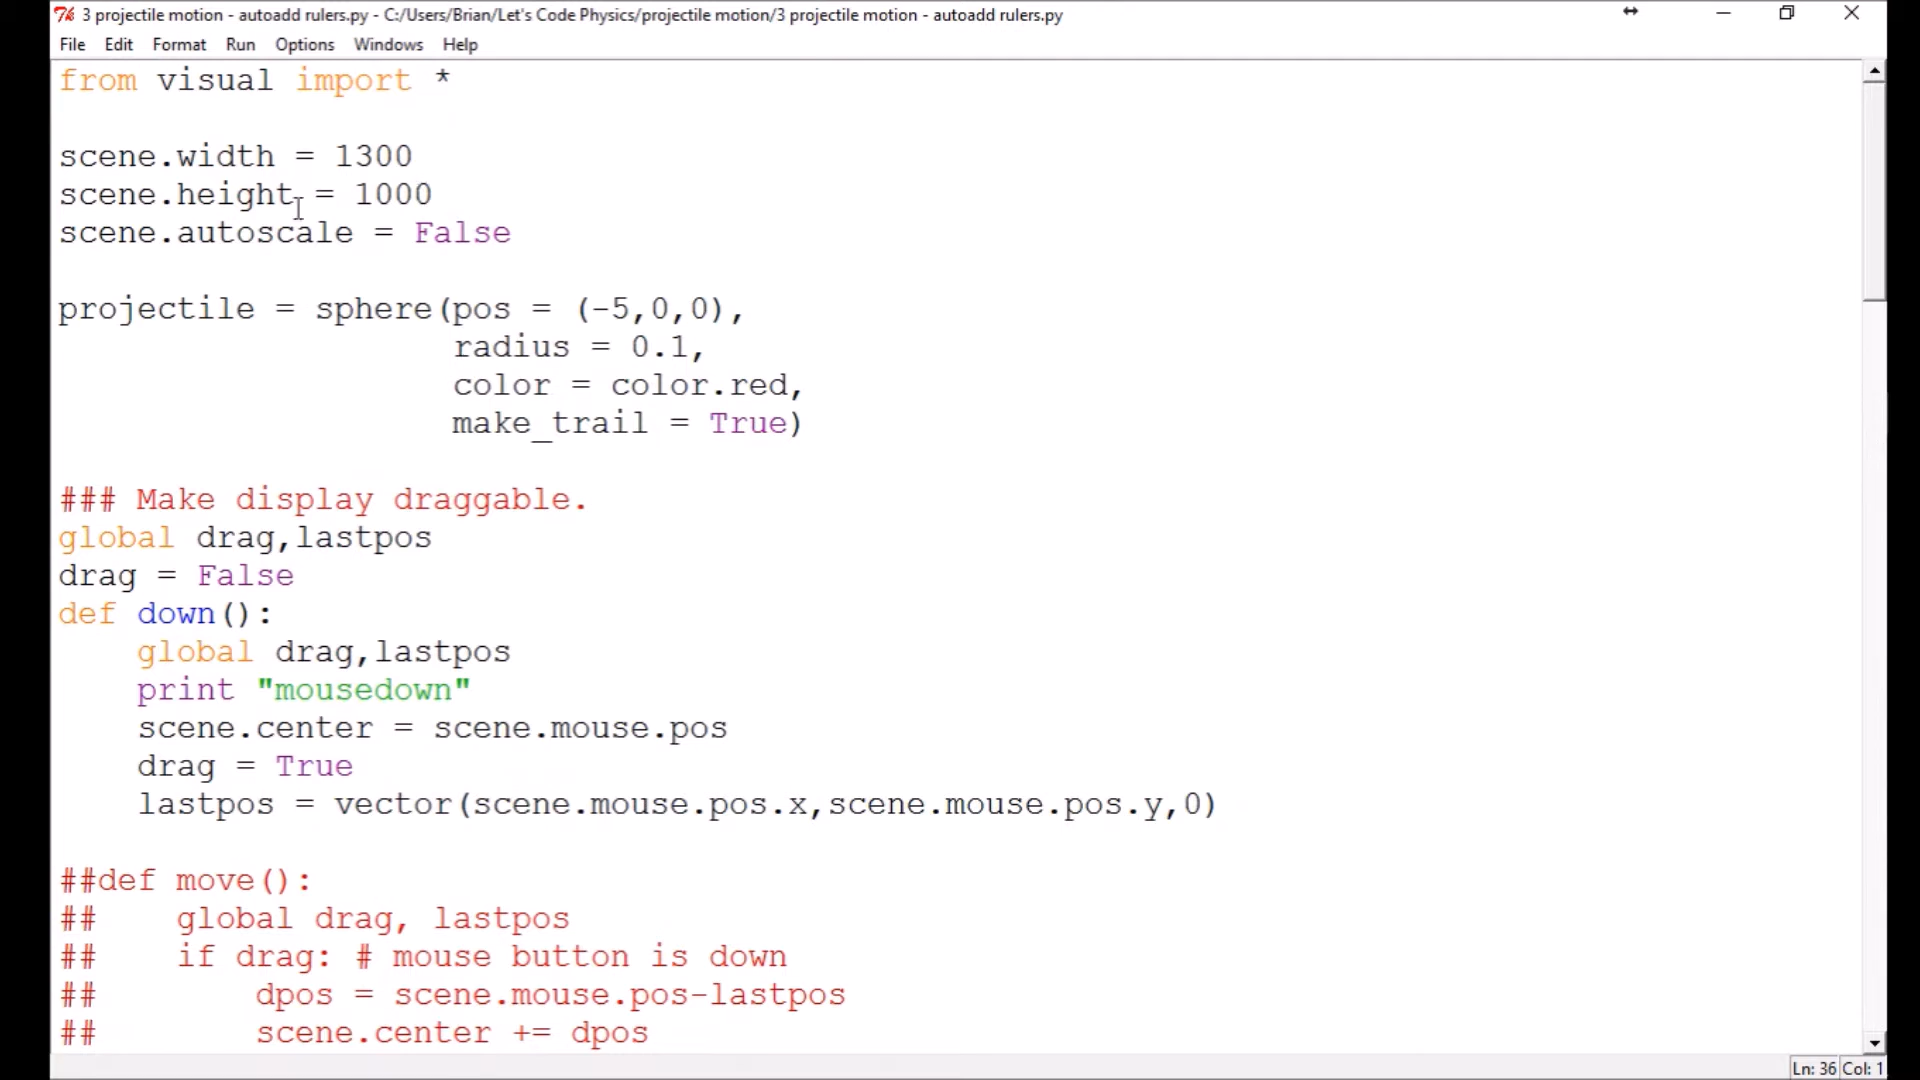 3 projectile motion - autoadd rulers.py - C:/Users/Brian/Let's Code Physics/projectile motion/3 projectile motion - autoadd rulers.py
File Edit Format Run Options Windows Help
from visual import *
scene.width = 1300
scene.height = 1000
scene.autoscale = False
projectile = sphere(pos = (-5,0,0),
radius = 0.1,
color = color.red,
make_trail = True)
### Make display draggable.
global drag,lastpos
drag = False
def down():
    global drag,lastpos
    print "mousedown"
    scene.center = scene.mouse.pos
    drag = True
    lastpos = vector(scene.mouse.pos.x,scene.mouse.pos.y,0)
##def move():
##    global drag, lastpos
##    if drag: # mouse button is down
##        dpos = scene.mouse.pos-lastpos
##        scene.center += dpos
Ln: 36 Col: 1